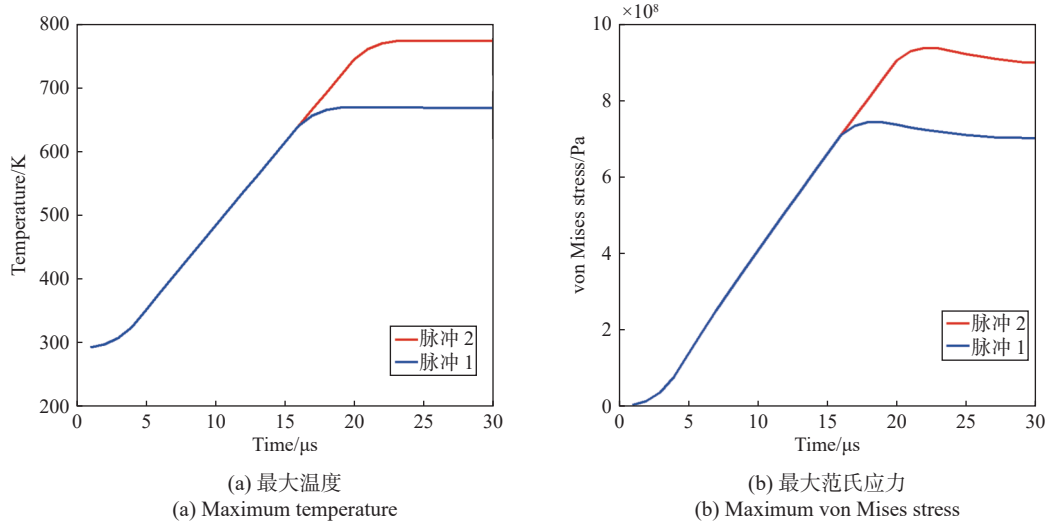 800
700
600
500
400
300
200
Temperature/K
0
5
10
15
20
25
30
Time/μs
脉冲 2
脉冲 1
(a) 最大温度
(a) Maximum temperature
×10⁸
10
8
6
4
2
0
von Mises stress/Pa
0
5
10
15
20
25
30
Time/μs
脉冲 2
脉冲 1
(b) 最大范氏应力
(b) Maximum von Mises stress